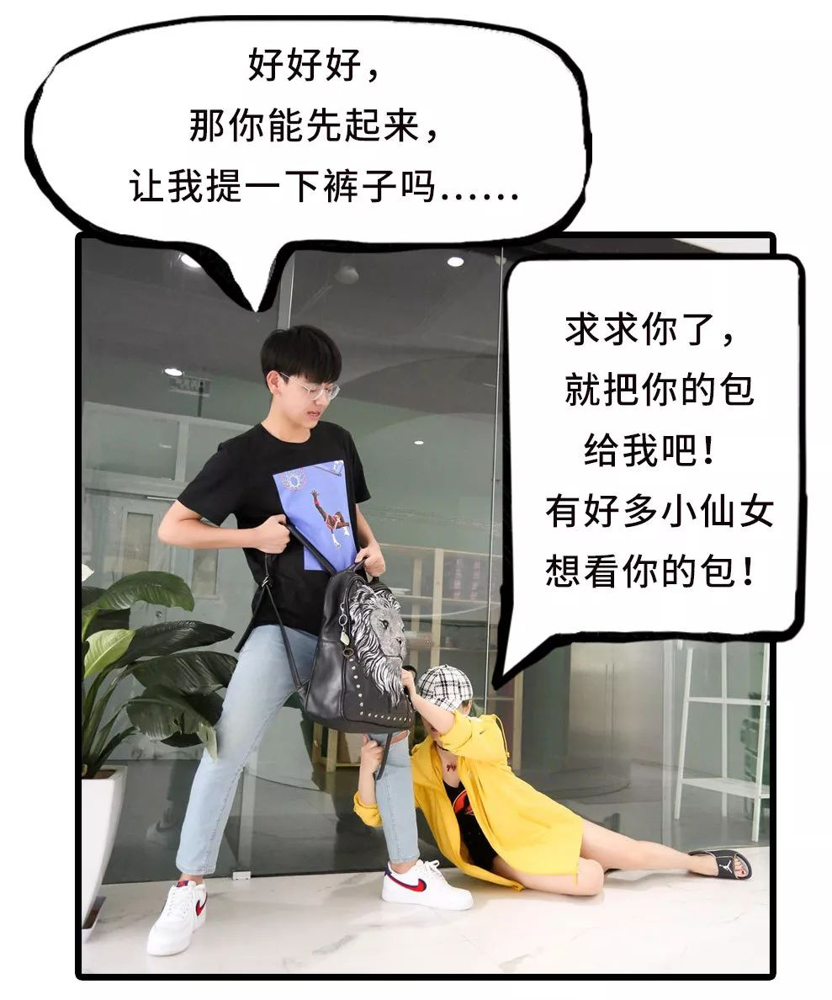 好好好，
那你能先起来，
让我提一下裤子吗……
求求你了，
就把你的包
给我吧！
有好多小仙女
想看你的包！